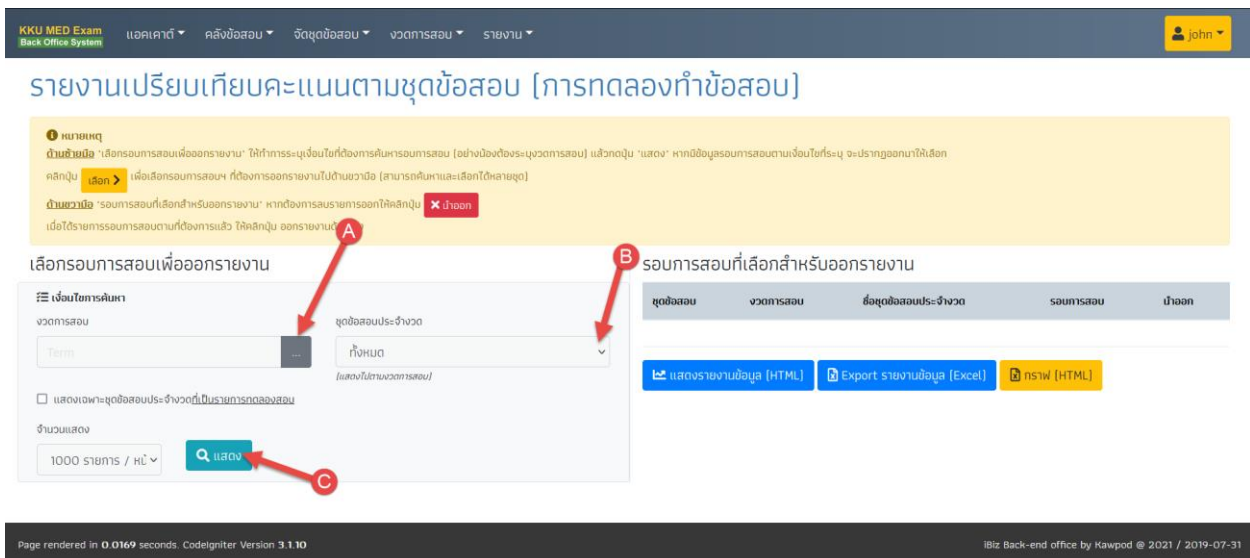 KKU MED Exam
Back Office System
แอคเคาต์ คลังข้อสอบ จัดชุดข้อสอบ งวดการสอบ รายงาน
john
รายงานเปรียบเทียบคะแนนตามชุดข้อสอบ (การทดลองทำข้อสอบ)
หมายเหตุ
ด้านซ้ายมือ "เลือกรอบการสอบเพื่อออกรายงาน" ให้ทำการระบุเงื่อนไขที่ต้องการค้นหารอบการสอบ (อย่างน้องต้องระบุงวดการสอบ) แล้วกดปุ่ม "แสดง" หากมีข้อมูลรอบการสอบตามเงื่อนไขที่ระบุ จะปรากฏออกมาให้เลือก
คลิกปุ่ม เลือก เพื่อเลือกรอบการสอบฯ ที่ต้องการออกรายงานไปด้านขวามือ (สามารถค้นหาและเลือกได้หลายชุด)
ด้านขวามือ "รอบการสอบที่เลือกสำหรับออกรายงาน" หากต้องการลบรายการออกให้คลิกปุ่ม นำออก
เมื่อได้รายการรอบการสอบตามที่ต้องการแล้ว ให้คลิกปุ่ม ออกรายงาน
A
B
เลือกรอบการสอบเพื่อออกรายงาน
เงื่อนไขการค้นหา
งวดการสอบ
ชุดข้อสอบประจำงวด
Term
...
ทั้งหมด
(แสดงไปตามงวดการสอบ)
แสดงเฉพาะชุดข้อสอบประจำงวดที่เป็นรายการทดลองสอบ
จำนวนแสดง
1000 รายการ / หน้
แสดง
C
รอบการสอบที่เลือกสำหรับออกรายงาน
ชุดข้อสอบ งวดการสอบ ชื่อชุดข้อสอบประจำงวด รอบการสอบ นำออก
แสดงรายงานข้อมูล (HTML) Export รายงานข้อมูล (Excel) กราฟ (HTML)
Page rendered in 0.0169 seconds. CodeIgniter Version 3.1.10
iBiz Back-end office by Kawpod @ 2021 / 2019-07-31